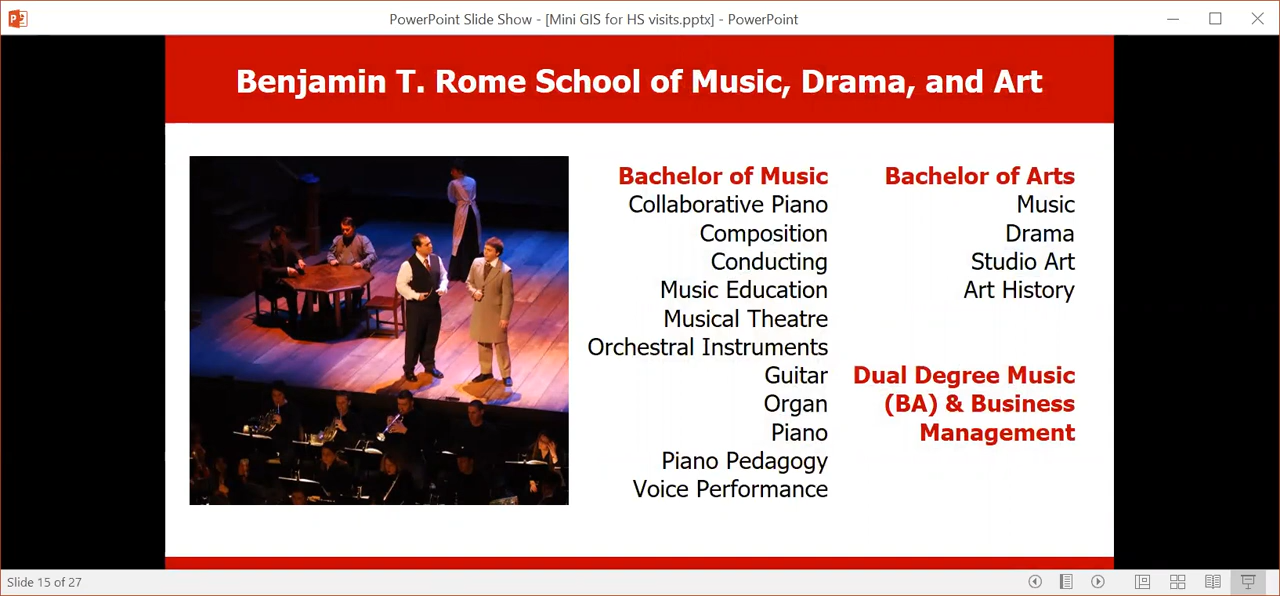 PowerPoint Slide Show - [Mini GIS for HS visits.pptx] - PowerPoint
Benjamin T. Rome School of Music, Drama, and Art
Bachelor of Music
Collaborative Piano
Composition
Conducting
Music Education
Musical Theatre
Orchestral Instruments
Guitar
Organ
Piano
Piano Pedagogy
Voice Performance
Bachelor of Arts
Music
Drama
Studio Art
Art History
Dual Degree Music
(BA) & Business
Management
Slide 15 of 27